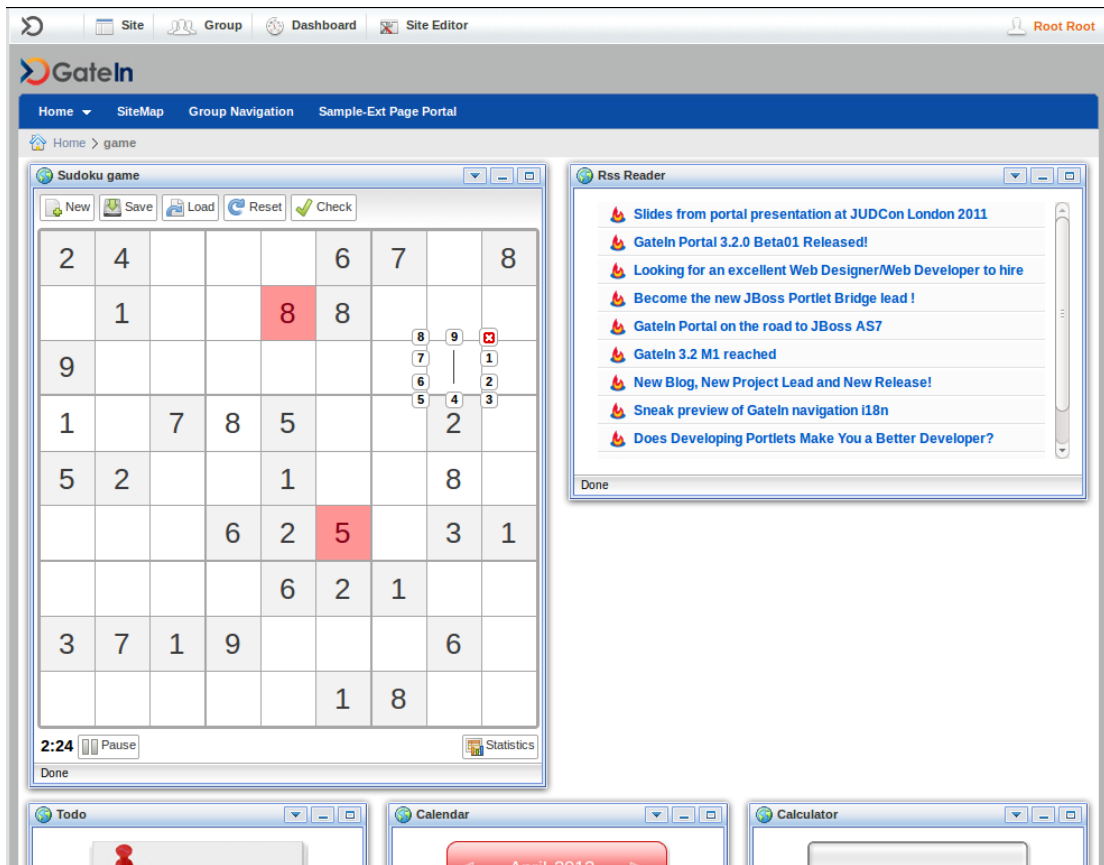 Site Group Dashboard Site Editor Root Root
GateIn
Home SiteMap Group Navigation Sample-Ext Page Portal
Home > game
Sudoku game
New Save Load Reset Check
2 4 6 7 8
1 8 8
8 9
9 7 1
6 2
5 4 3
1 7 8 5 2
5 2 1 8
6 2 5 3 1
6 2 1
3 7 1 9 6
1 8
2:24 Pause Statistics
Done
Rss Reader
Slides from portal presentation at JUDCon London 2011
GateIn Portal 3.2.0 Beta01 Released!
Looking for an excellent Web Designer/Web Developer to hire
Become the new JBoss Portlet Bridge lead !
GateIn Portal on the road to JBoss AS7
GateIn 3.2 M1 reached
New Blog, New Project Lead and New Release!
Sneak preview of GateIn navigation i18n
Does Developing Portlets Make You a Better Developer?
Done
Todo
Calendar
Calculator